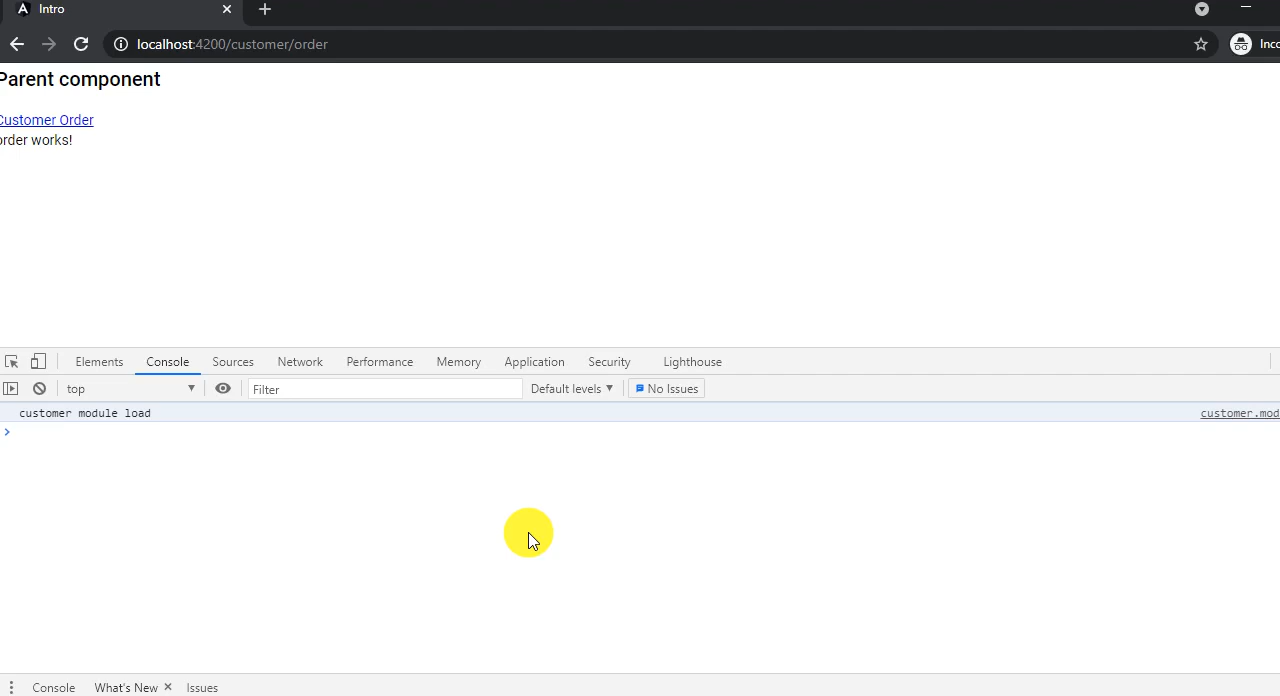 Intro
localhost:4200/customer/order
Parent component
Customer Order
order works!
Elements Console Sources Network Performance Memory Application Security Lighthouse
top Filter Default levels No Issues
customer module load customer.mod
Console What's New Issues